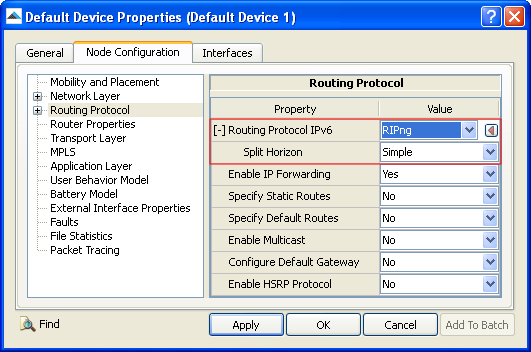 Default Device Properties (Default Device 1)
General Node Configuration Interfaces
Mobility and Placement
Network Layer
Routing Protocol
Router Properties
Transport Layer
MPLS
Application Layer
User Behavior Model
Battery Model
External Interface Properties
Faults
File Statistics
Packet Tracing
Routing Protocol
Property Value
[-] Routing Protocol IPv6 RIPng
Split Horizon Simple
Enable IP Forwarding Yes
Specify Static Routes No
Specify Default Routes No
Enable Multicast No
Configure Default Gateway No
Enable HSRP Protocol No
Find Apply OK Cancel Add To Batch